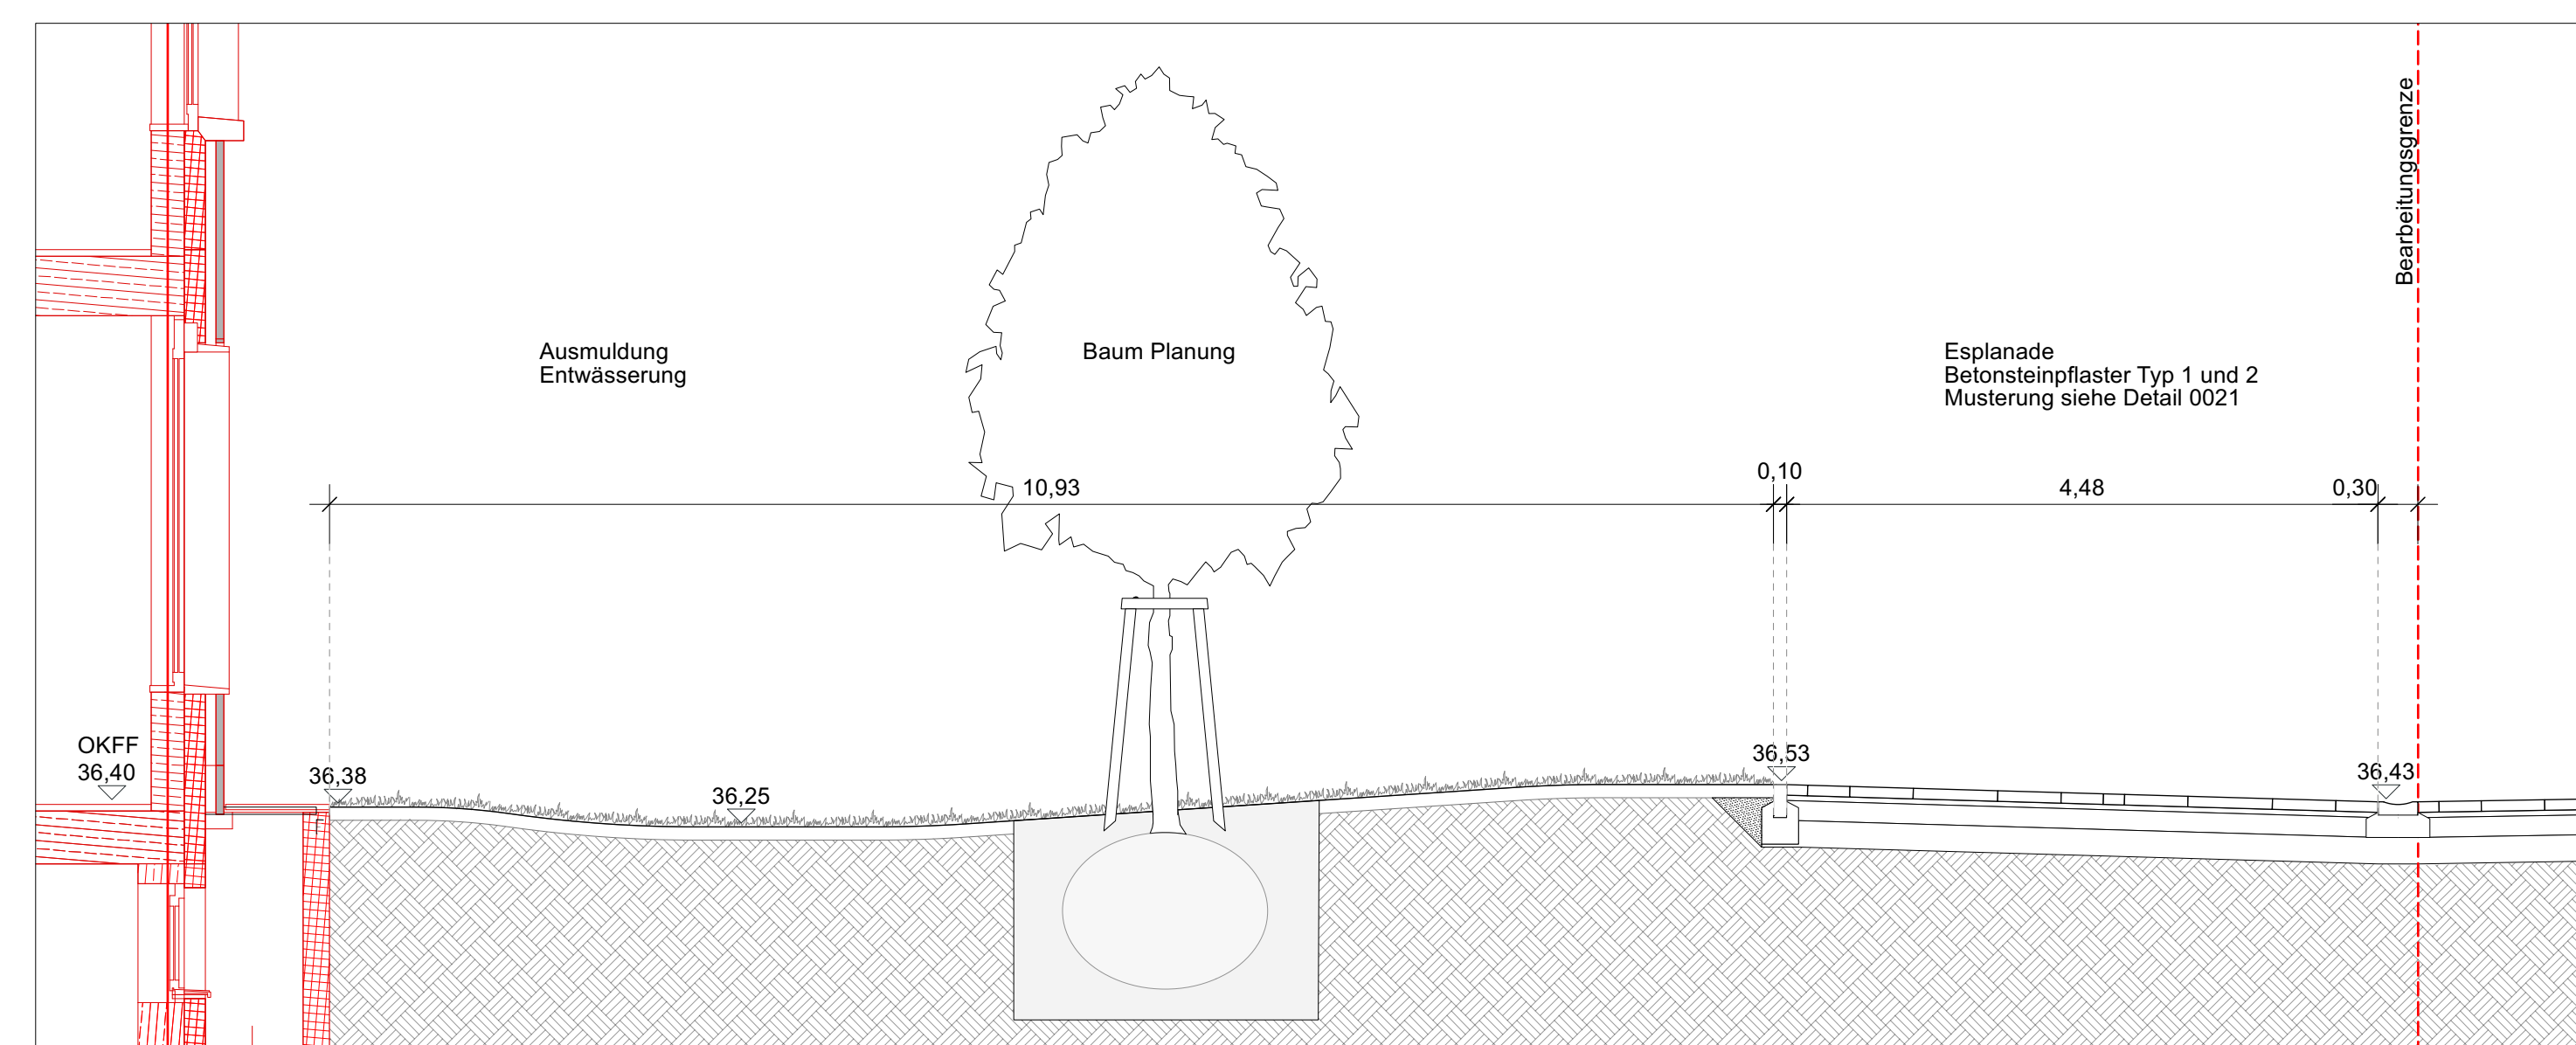 Bearbeitungsgrenze
Ausmuldung
Entwässerung
Baum Planung
Esplanade
Betonsteinpflaster Typ 1 und 2
Musterung siehe Detail 0021
10,93
0,10
4,48
0,30
OKFF
36,40
36,38
36,25
36,53
36,43